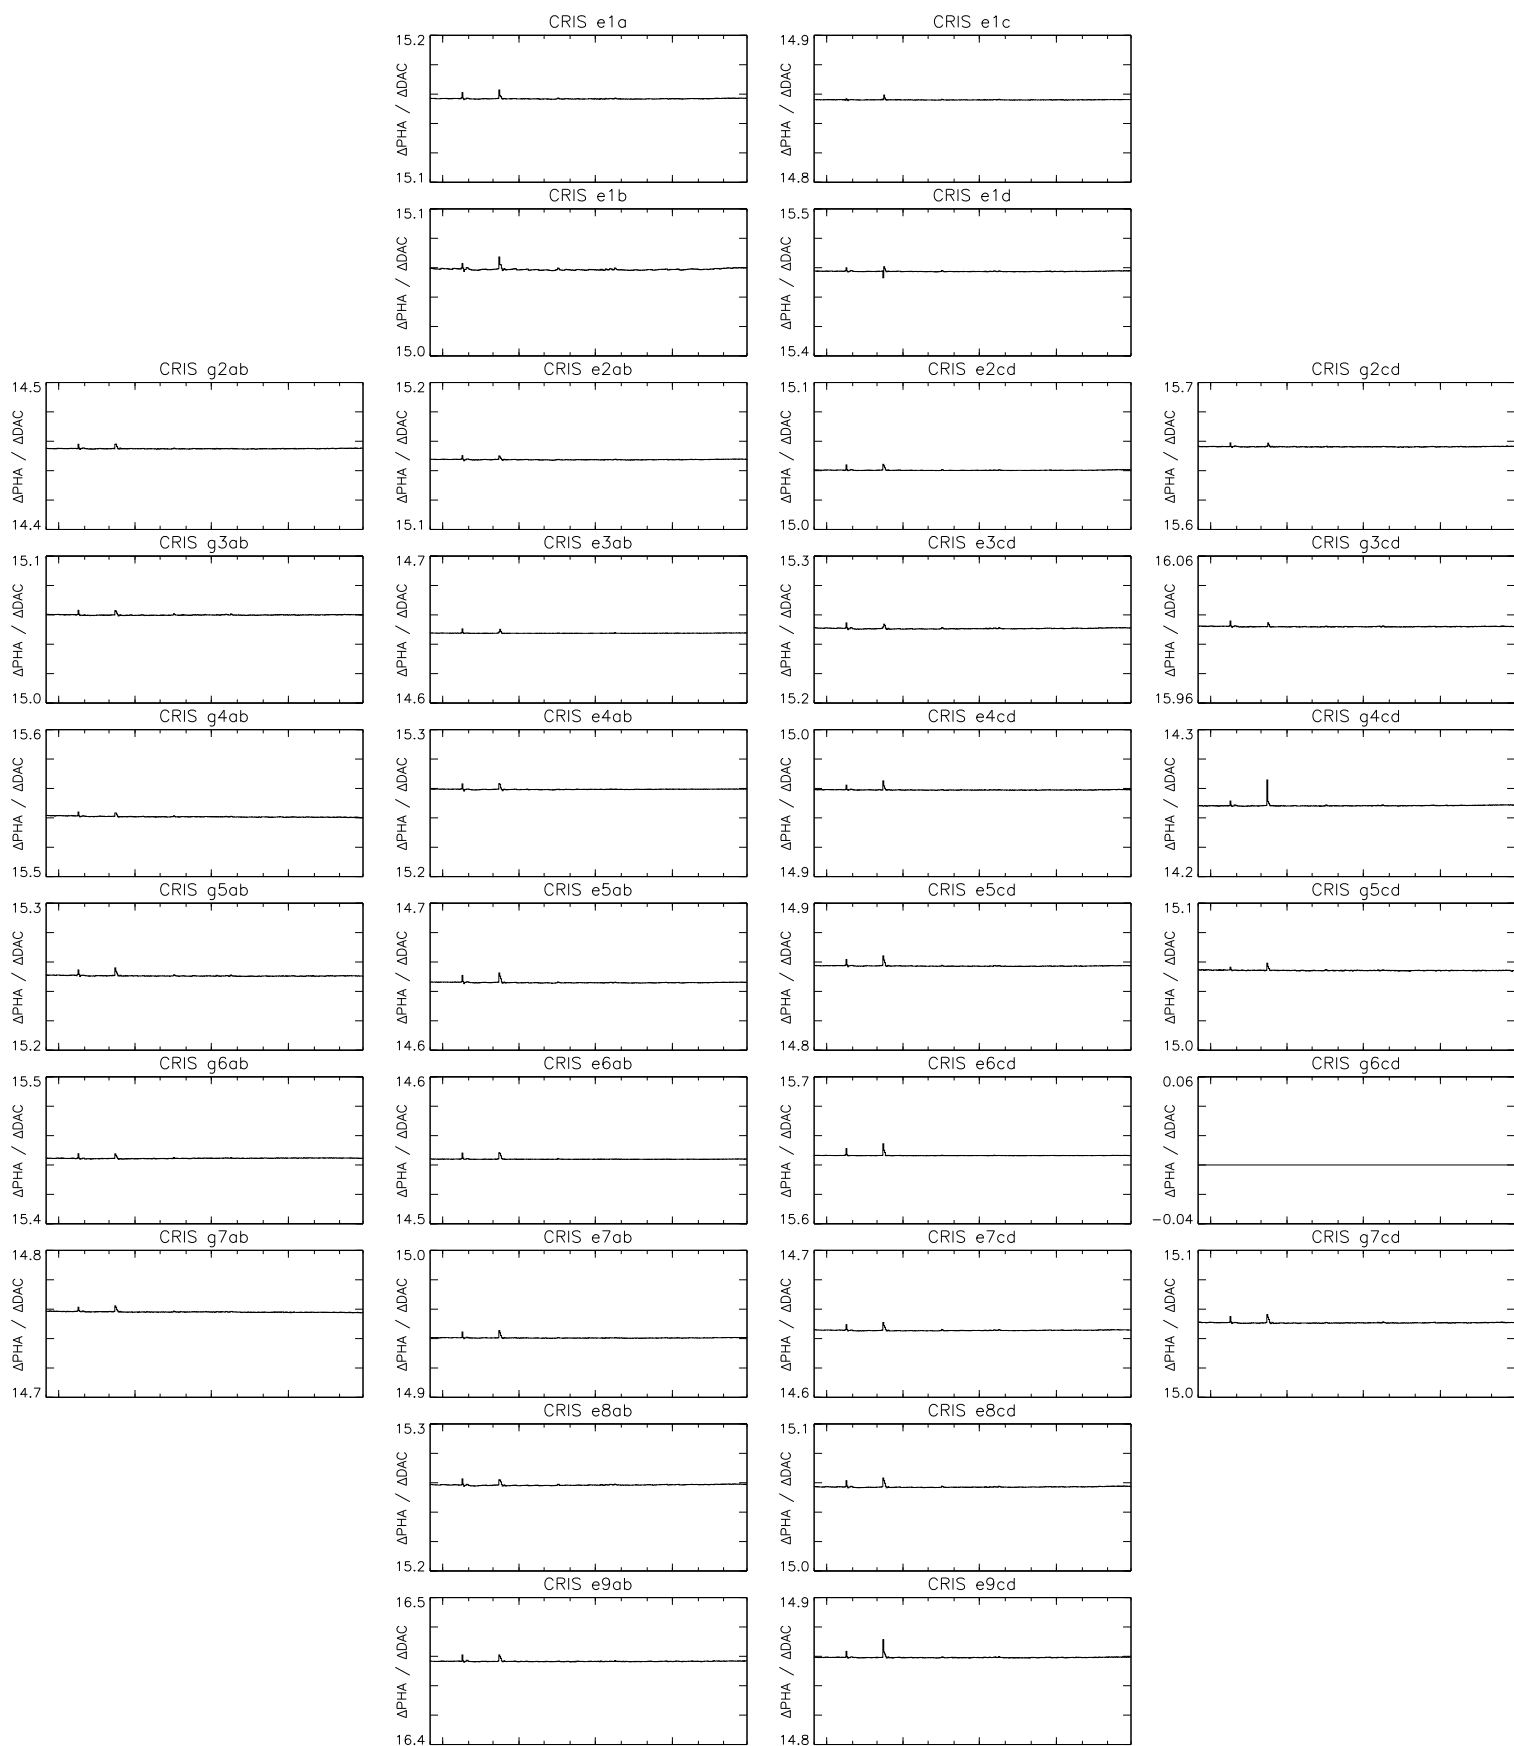 CRIS e1a
15.2
ΔPHA / ΔDAC
15.1
CRIS e1c
14.9
ΔPHA / ΔDAC
14.8
CRIS e1b
15.1
ΔPHA / ΔDAC
15.0
CRIS e1d
15.5
ΔPHA / ΔDAC
15.4
CRIS g2ab
14.5
ΔPHA / ΔDAC
14.4
CRIS e2ab
15.2
ΔPHA / ΔDAC
15.1
CRIS e2cd
15.1
ΔPHA / ΔDAC
15.0
CRIS g2cd
15.7
ΔPHA / ΔDAC
15.6
CRIS g3ab
15.1
ΔPHA / ΔDAC
15.0
CRIS e3ab
14.7
ΔPHA / ΔDAC
14.6
CRIS e3cd
15.3
ΔPHA / ΔDAC
15.2
CRIS g3cd
16.06
ΔPHA / ΔDAC
15.96
CRIS g4ab
15.6
ΔPHA / ΔDAC
15.5
CRIS e4ab
15.3
ΔPHA / ΔDAC
15.2
CRIS e4cd
15.0
ΔPHA / ΔDAC
14.9
CRIS g4cd
14.3
ΔPHA / ΔDAC
14.2
CRIS g5ab
15.3
ΔPHA / ΔDAC
15.2
CRIS e5ab
14.7
ΔPHA / ΔDAC
14.6
CRIS e5cd
14.9
ΔPHA / ΔDAC
14.8
CRIS g5cd
15.1
ΔPHA / ΔDAC
15.0
CRIS g6ab
15.5
ΔPHA / ΔDAC
15.4
CRIS e6ab
14.6
ΔPHA / ΔDAC
14.5
CRIS e6cd
15.7
ΔPHA / ΔDAC
15.6
CRIS g6cd
0.06
ΔPHA / ΔDAC
−0.04
CRIS g7ab
14.8
ΔPHA / ΔDAC
14.7
CRIS e7ab
15.0
ΔPHA / ΔDAC
14.9
CRIS e7cd
14.7
ΔPHA / ΔDAC
14.6
CRIS g7cd
15.1
ΔPHA / ΔDAC
15.0
CRIS e8ab
15.3
ΔPHA / ΔDAC
15.2
CRIS e8cd
15.1
ΔPHA / ΔDAC
15.0
CRIS e9ab
16.5
ΔPHA / ΔDAC
16.4
CRIS e9cd
14.9
ΔPHA / ΔDAC
14.8